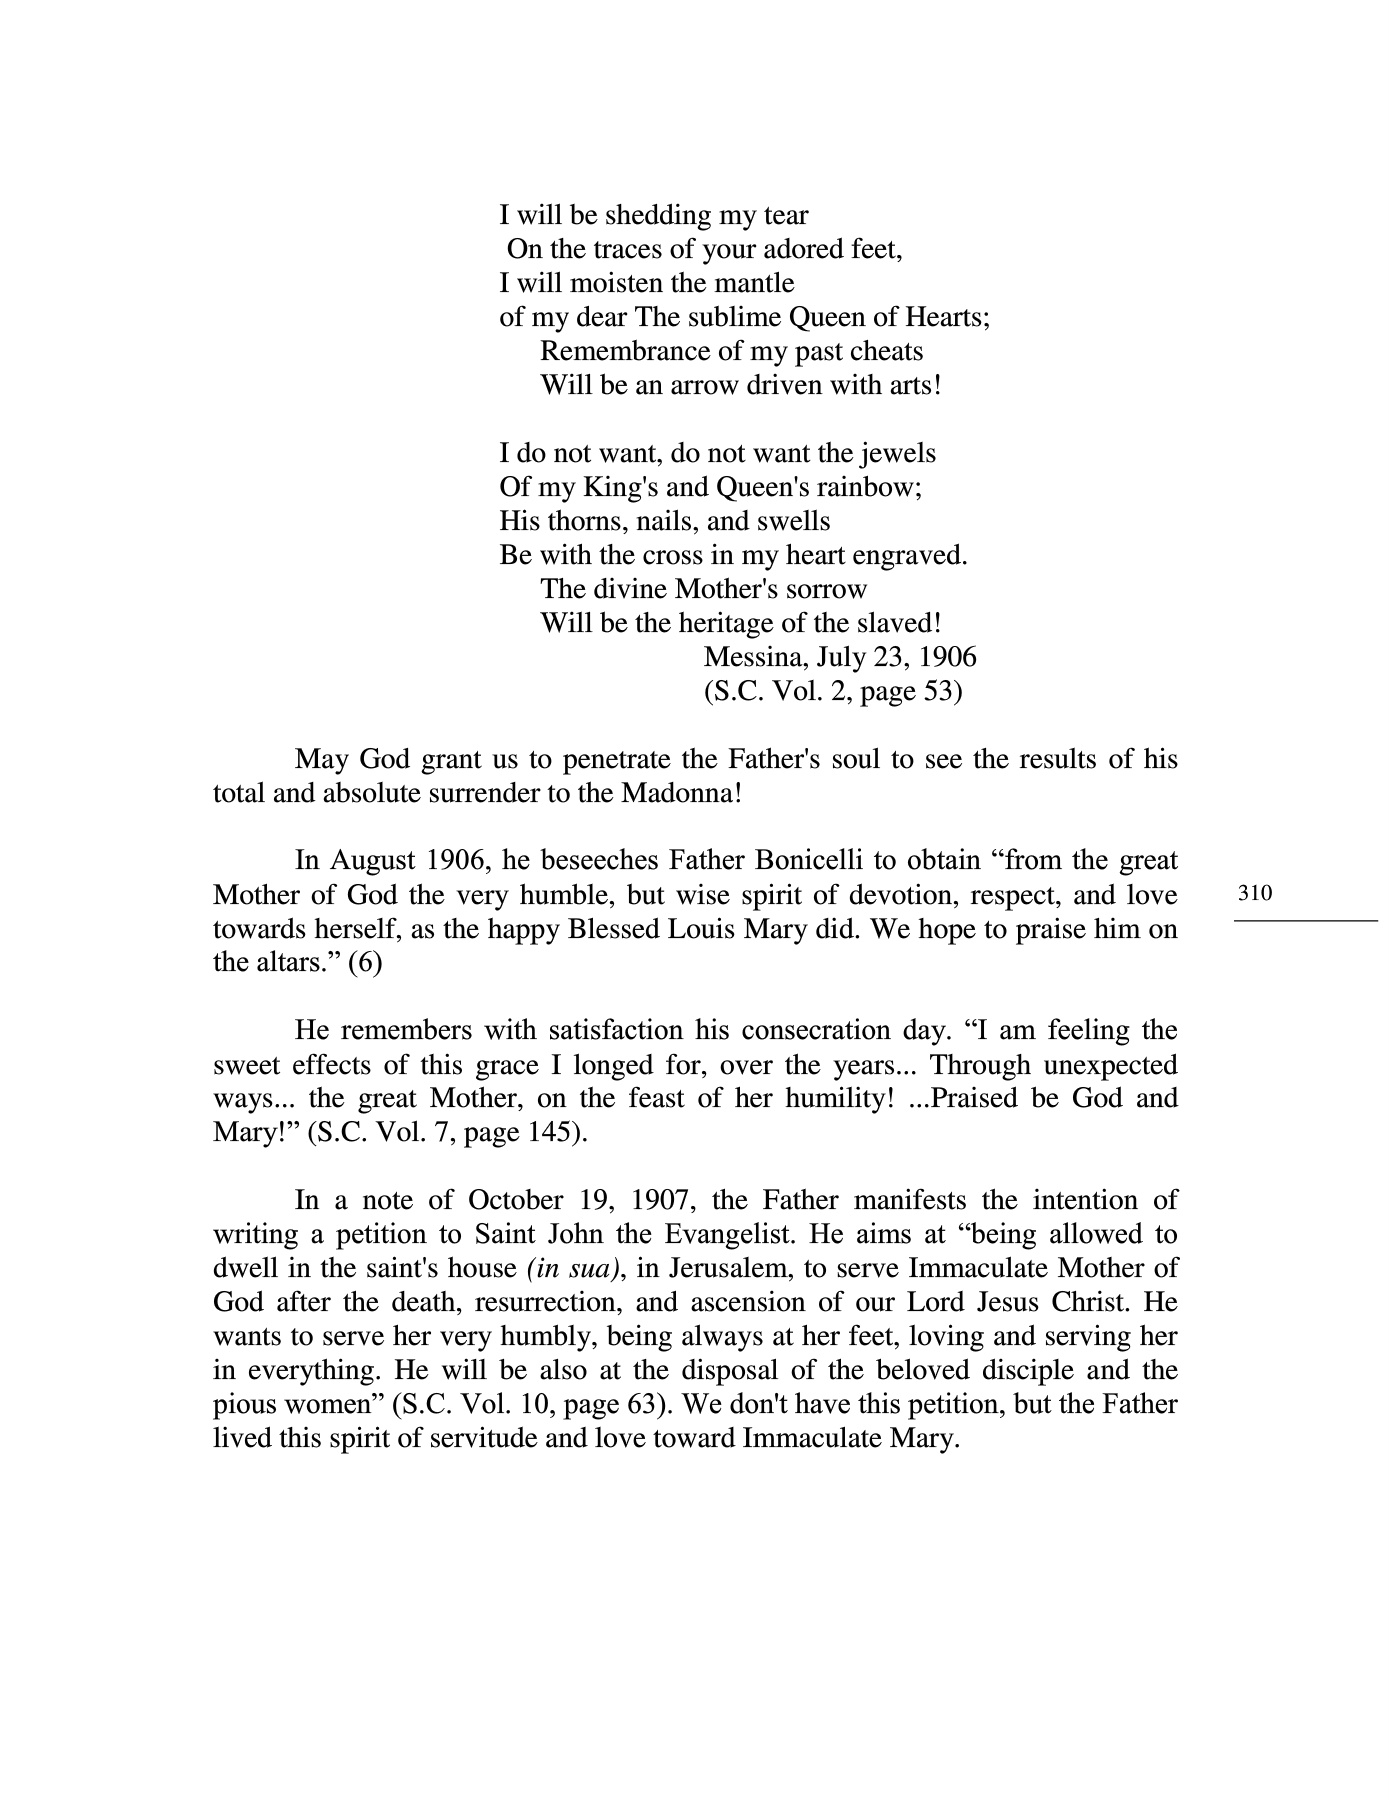 I will be shedding my tear
On the traces of your adored feet,
I will moisten the mantle
of my dear The sublime Queen of Hearts;
Remembrance of my past cheats
Will be an arrow driven with arts!
I do not want, do not want the jewels
Of my King's and Queen's rainbow;
His thorns, nails, and swells
Be with the cross in my heart engraved.
The divine Mother's sorrow
Will be the heritage of the slaved!
Messina, July 23, 1906
(S.C. Vol. 2, page 53)
May God grant us to penetrate the Father's soul to see the results of his
total and absolute surrender to the Madonna!
In August 1906, he beseeches Father Bonicelli to obtain “from the great
Mother of God the very humble, but wise spirit of devotion, respect, and love
towards herself, as the happy Blessed Louis Mary did. We hope to praise him on
the altars.” (6)
310
He remembers with satisfaction his consecration day. “I am feeling the
sweet effects of this grace I longed for, over the years... Through unexpected
ways... the great Mother, on the feast of her humility! ...Praised be God and
Mary!” (S.C. Vol. 7, page 145).
In a note of October 19, 1907, the Father manifests the intention of
writing a petition to Saint John the Evangelist. He aims at “being allowed to
dwell in the saint's house (in sua), in Jerusalem, to serve Immaculate Mother of
God after the death, resurrection, and ascension of our Lord Jesus Christ. He
wants to serve her very humbly, being always at her feet, loving and serving her
in everything. He will be also at the disposal of the beloved disciple and the
pious women” (S.C. Vol. 10, page 63). We don't have this petition, but the Father
lived this spirit of servitude and love toward Immaculate Mary.